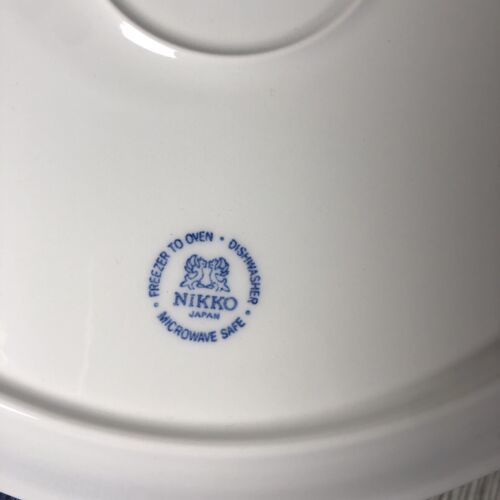 FREEZER TO OVEN • DISHWASHER •
NIKKO
JAPAN
• MICROWAVE SAFE •